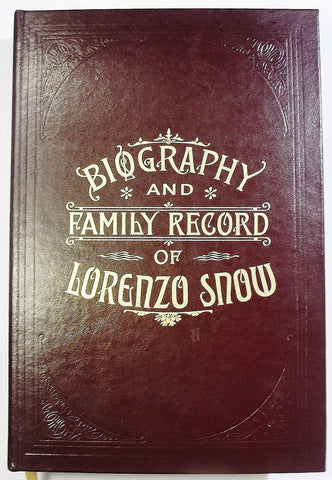 BIOGRAPHY
AND
FAMILY RECORD
OF
LORENZO SNOW